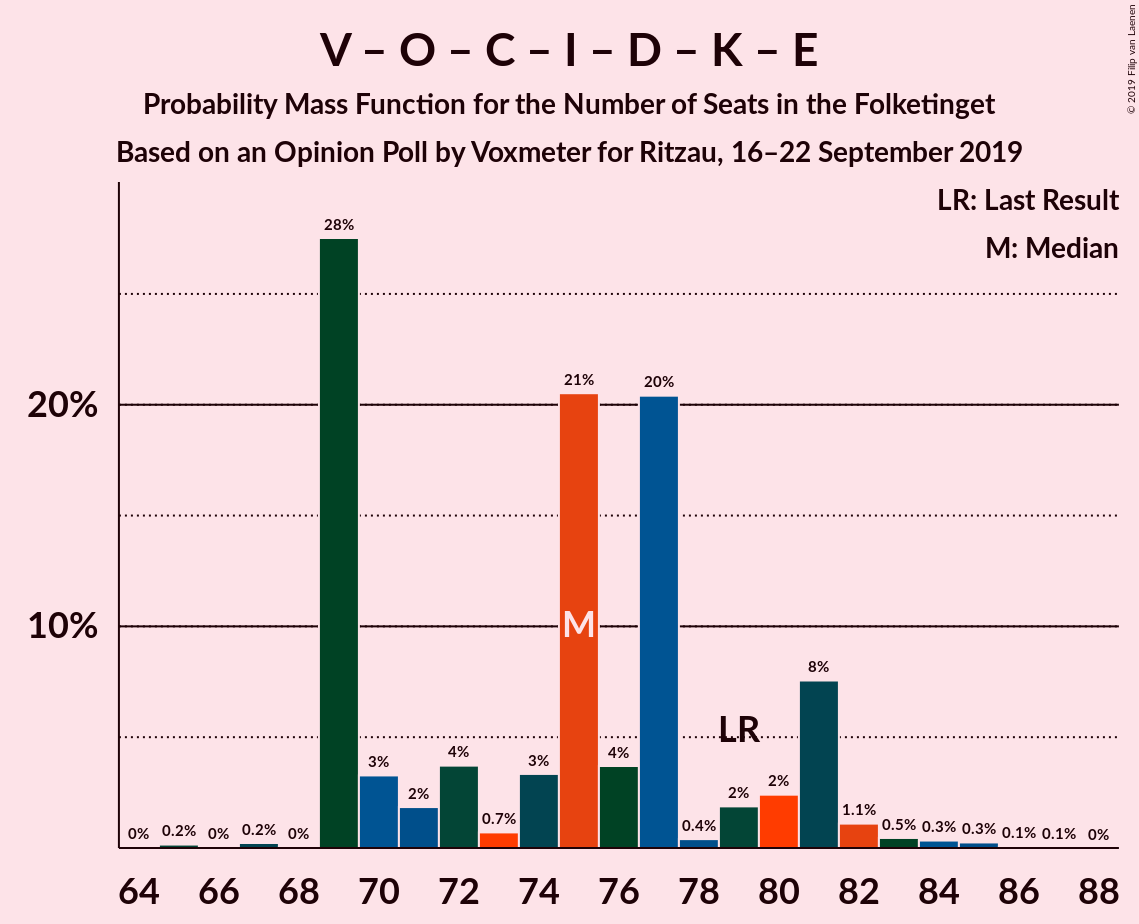 V – O – C – I – D – K – E
Probability Mass Function for the Number of Seats in the Folketinget
Based on an Opinion Poll by Voxmeter for Ritzau, 16–22 September 2019
© 2019 Filip van Laenen
LR: Last Result
M: Median
20%
10%
0% 0.2% 0% 0.2% 0% 28% 3% 2% 4% 0.7% 3% 21% 4% 20% 0.4% 2% 2% 8% 1.1% 0.5% 0.3% 0.3% 0.1% 0.1% 0%
M
LR
64 66 68 70 72 74 76 78 80 82 84 86 88